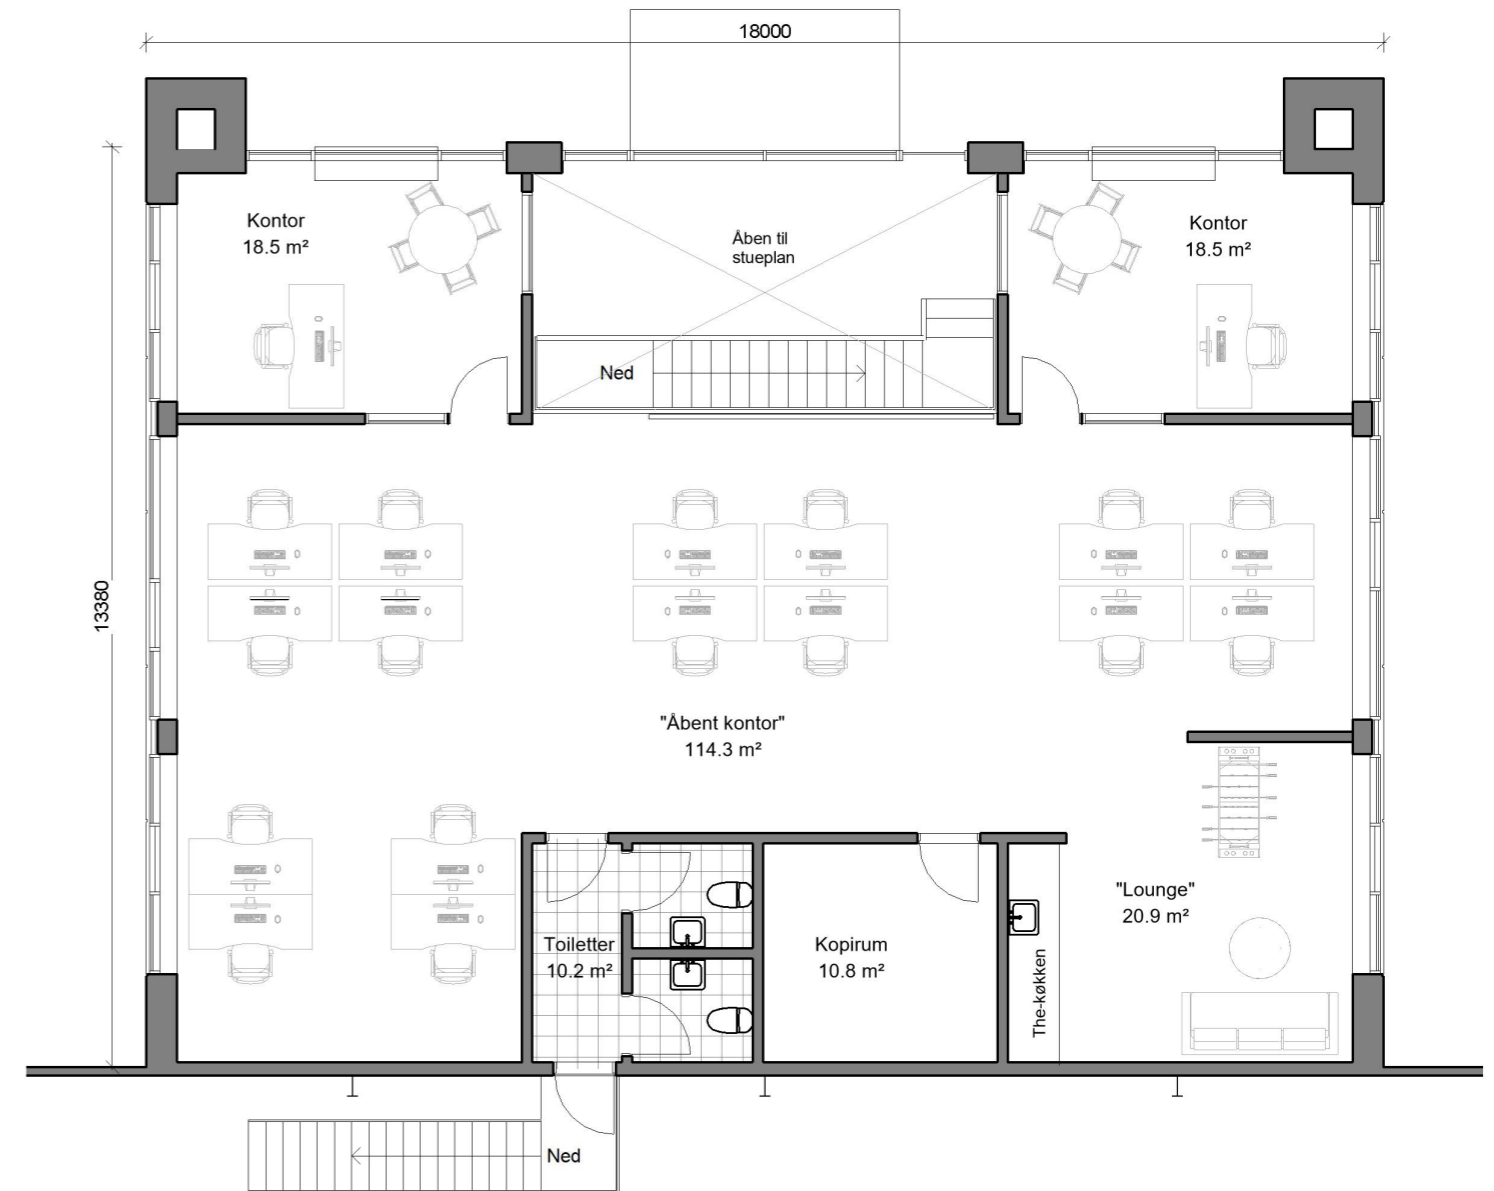 18000
Kontor
18.5 m²
Åben til
stueplan
Kontor
18.5 m²
Ned
13380
"Åbent kontor"
114.3 m²
"Lounge"
20.9 m²
Toiletter
10.2 m²
Kopirum
10.8 m²
The-køkken
Ned